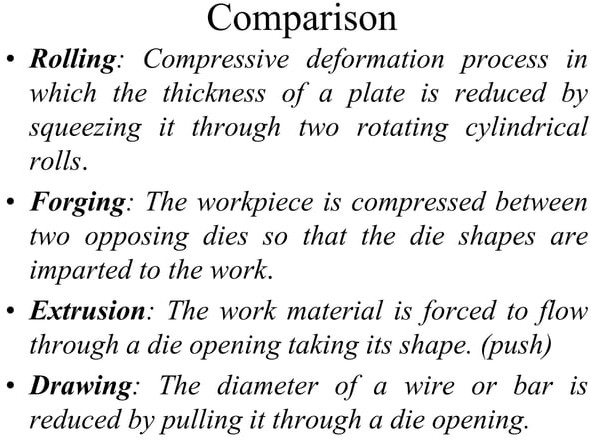 Comparison
• Rolling: Compressive deformation process in
which the thickness of a plate is reduced by
squeezing it through two rotating cylindrical
rolls.
• Forging: The workpiece is compressed between
two opposing dies so that the die shapes are
imparted to the work.
• Extrusion: The work material is forced to flow
through a die opening taking its shape. (push)
• Drawing: The diameter of a wire or bar is
reduced by pulling it through a die opening.